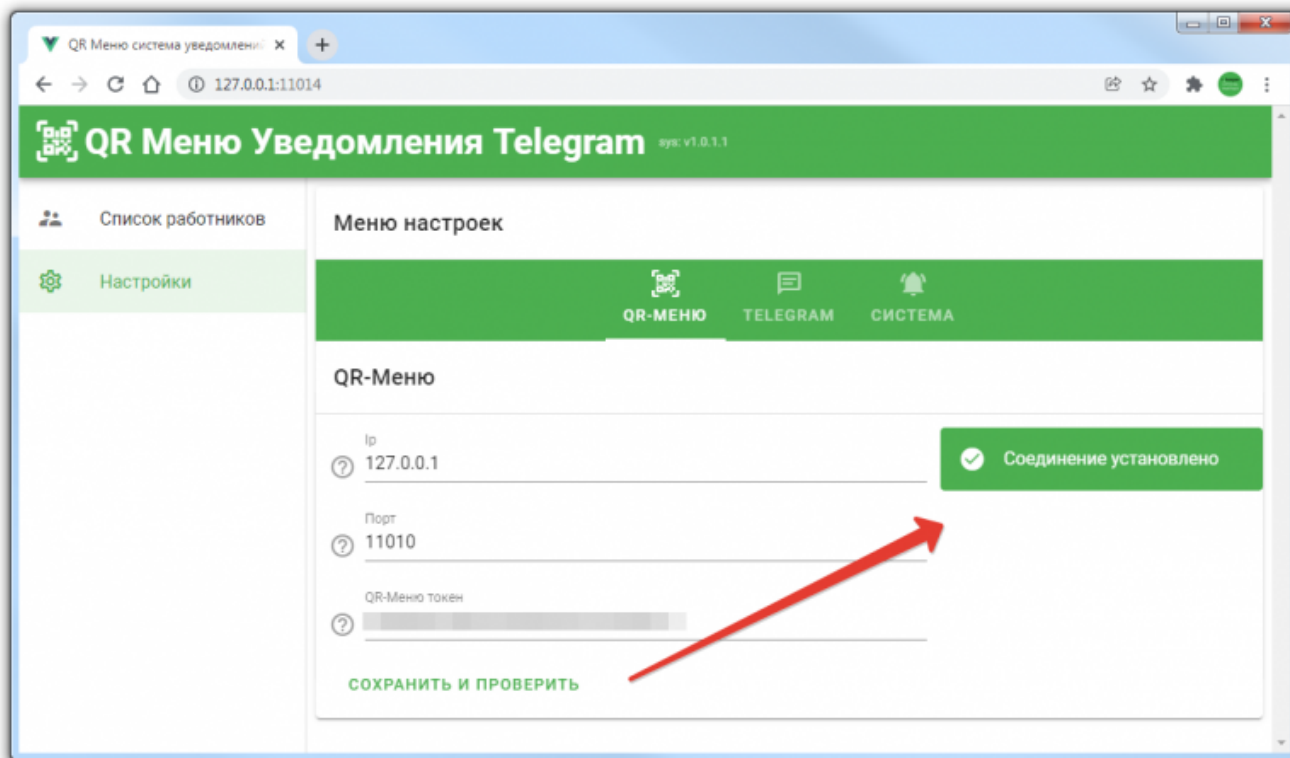 QR Меню система уведомлений
127.0.0.1:11014
QR Меню Уведомления Telegram sys: v1.0.1.1
Список работников
Настройки
Меню настроек
QR-МЕНЮ TELEGRAM СИСТЕМА
QR-Меню
Ip
127.0.0.1
Соединение установлено
Порт
11010
QR-Меню токен
СОХРАНИТЬ И ПРОВЕРИТЬ